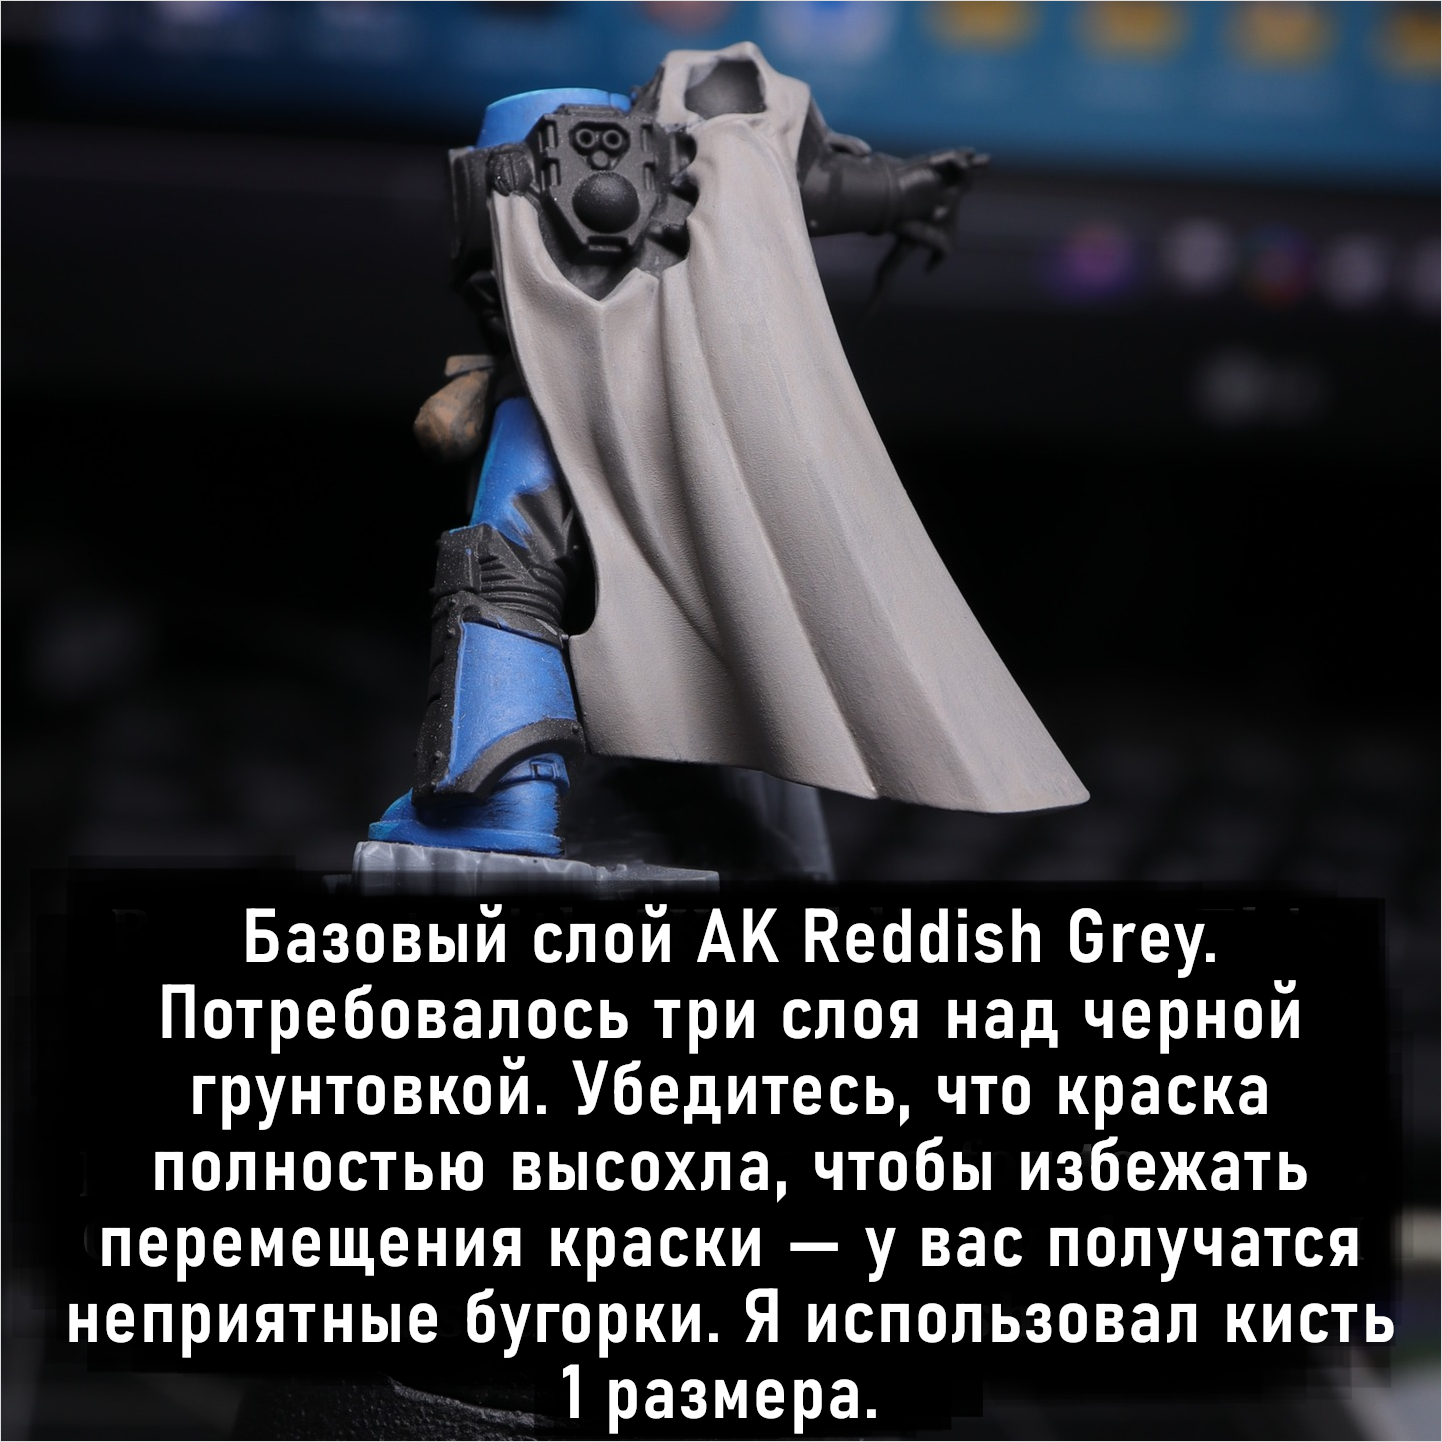 Базовый слой AK Reddish Grey.
Потребовалось три слоя над черной
грунтовкой. Убедитесь, что краска
полностью высохла, чтобы избежать
перемещения краски — у вас получатся
неприятные бугорки. Я использовал кисть
1 размера.